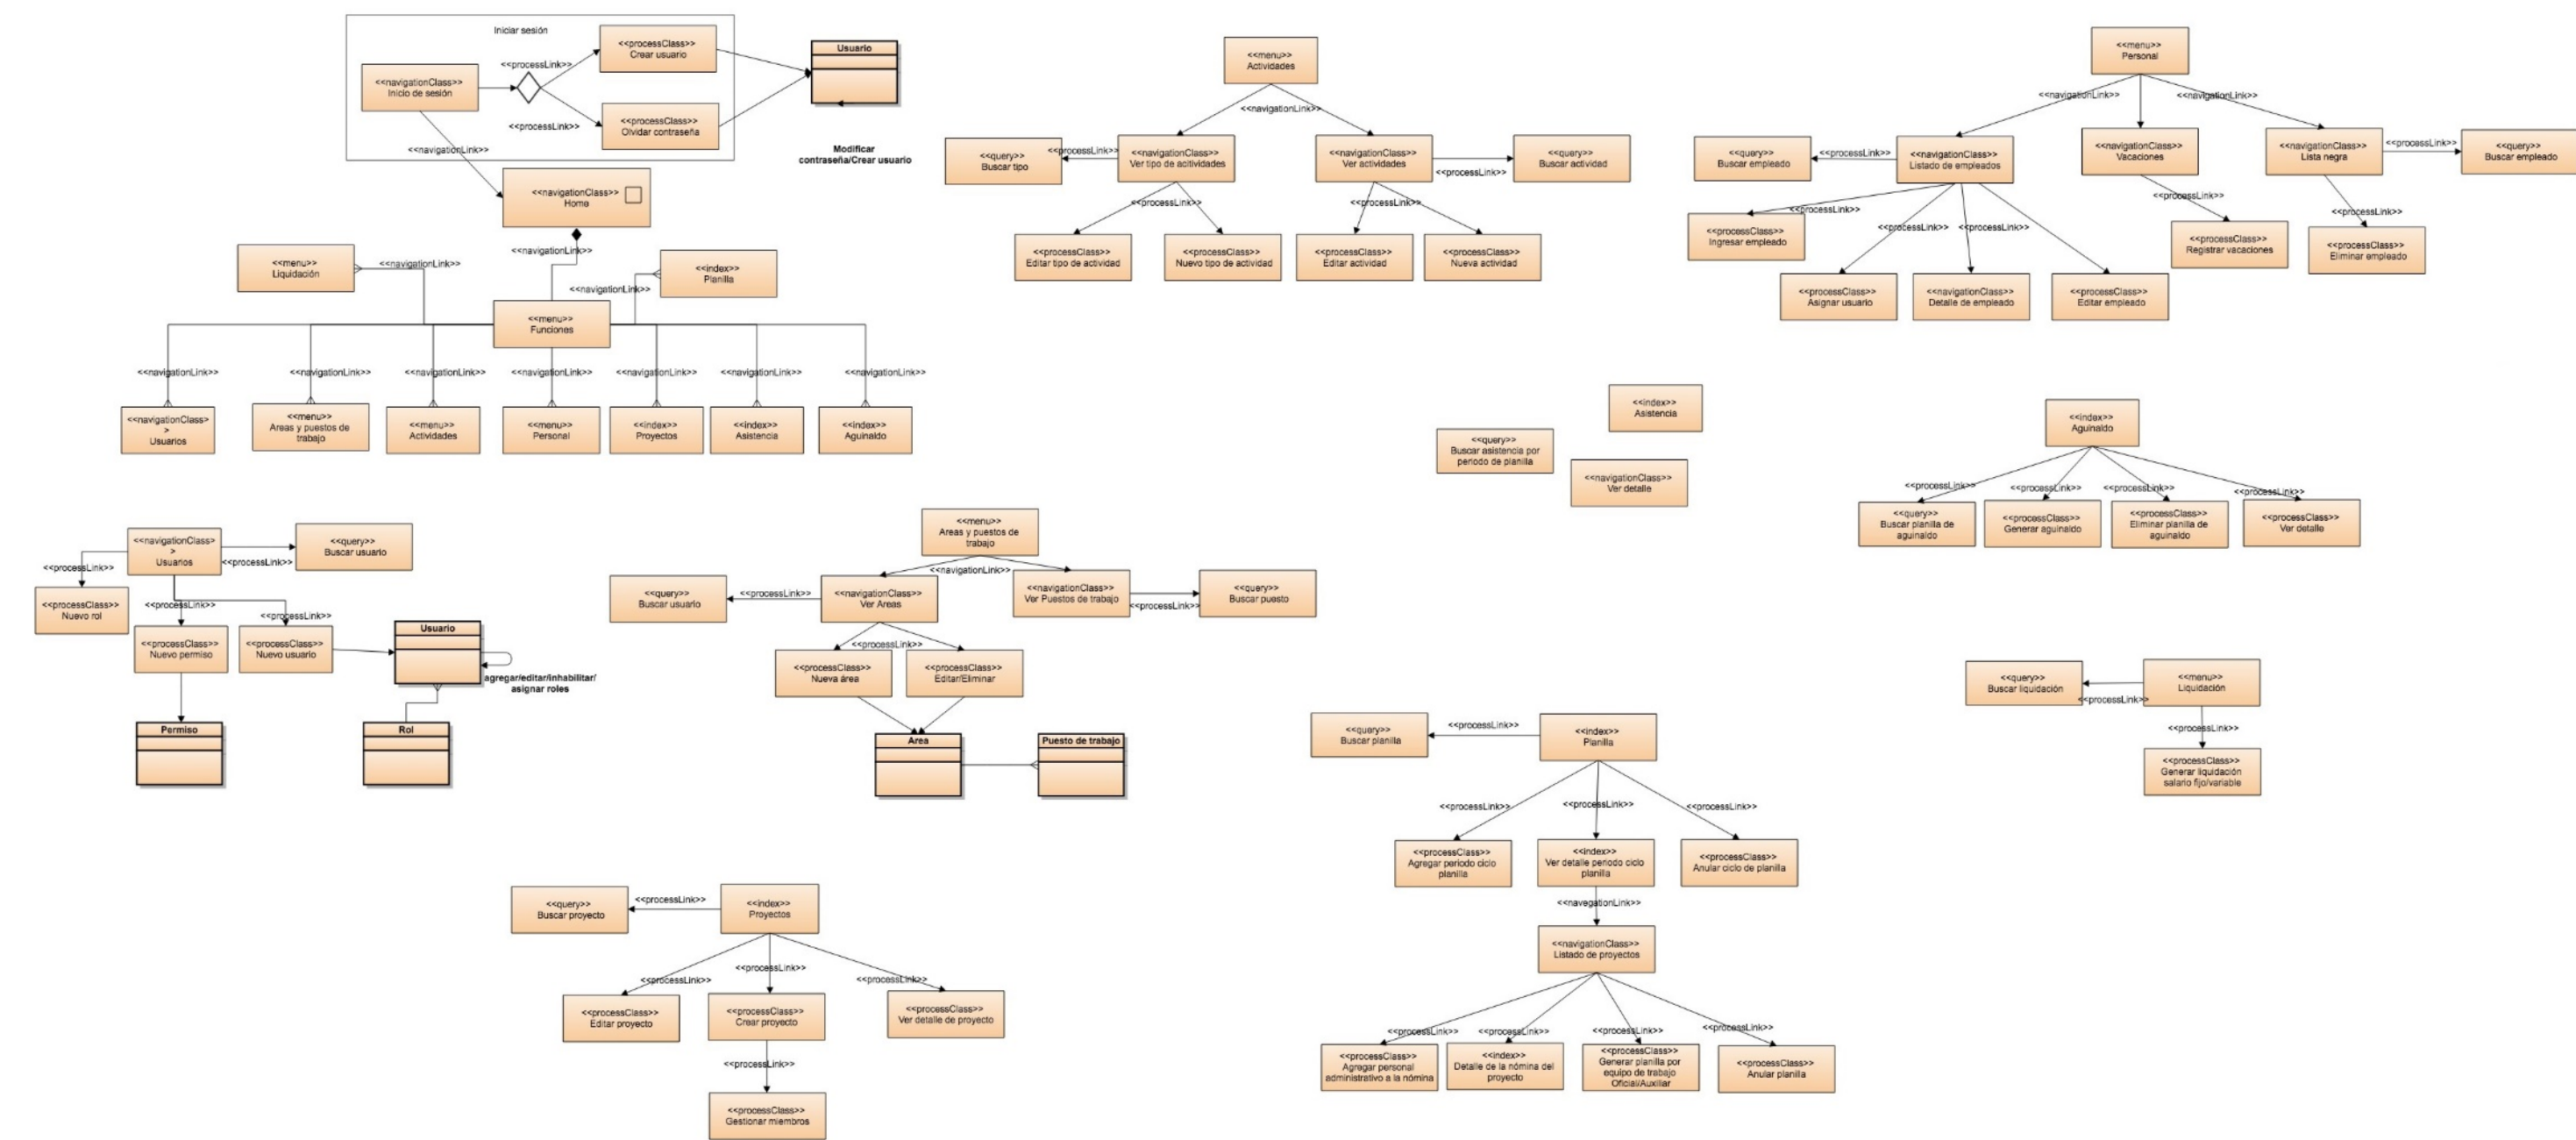 Iniciar sesión
<<navigationClass>>
Inicio de sesión
<<processLink>>
<<processLink>>
<<processClass>>
Crear usuario
<<processClass>>
Olvidar contraseña
Usuario
Modificar
contraseña/Crear usuario
<<navigationLink>>
<<navigationClass>>
Home
<<navigationLink>>
<<menu>>
Liquidación
<<navigationLink>>
<<index>>
Planilla
<<navigationLink>>
<<menu>>
Funciones
<<navigationLink>>
<<navigationLink>>
<<navigationLink>>
<<navigationLink>>
<<navigationLink>>
<<navigationLink>>
<<navigationLink>>
<<navigationClass>
>
Usuarios
<<menu>>
Areas y puestos de
trabajo
<<menu>>
Actividades
<<menu>>
Personal
<<index>>
Proyectos
<<index>>
Asistencia
<<index>>
Aguinaldo
<<menu>>
Actividades
<<navigationLink>>
<<query>>
Buscar tipo
<<processLink>>
<<navigationClass>>
Ver tipo de acitividades
<<navigationClass>>
Ver actividades
<<processLink>>
<<query>>
Buscar actividad
<<processLink>>
<<processLink>>
<<processClass>>
Editar tipo de actividad
<<processClass>>
Nuevo tipo de actividad
<<processClass>>
Editar actividad
<<processClass>>
Nueva actividad
<<menu>>
Personal
<<navigationLink>>
<<navigationLink>>
<<query>>
Buscar empleado
<<processLink>>
<<navigationClass>>
Listado de empleados
<<navigationClass>>
Vacaciones
<<navigationClass>>
Lista negra
<<processLink>>
<<query>>
Buscar empleado
<<processLink>>
<<processLink>>
<<processLink>>
<<processLink>>
<<processLink>>
<<processClass>>
Ingresar empleado
<<processClass>>
Registrar vacaciones
<<processClass>>
Eliminar empleado
<<processClass>>
Asignar usuario
<<navigationClass>>
Detalle de empleado
<<processClass>>
Editar empleado
<<index>>
Asistencia
<<query>>
Buscar asistencia por
periodo de planilla
<<navigationClass>>
Ver detalle
<<index>>
Aguinaldo
<<processLink>>
<<processLink>>
<<processLink>>
<<processLink>>
<<query>>
Buscar planilla de
aguinaldo
<<processClass>>
Generar aguinaldo
<<processClass>>
Eliminar planilla de
aguinaldo
<<processClass>>
Ver detalle
<<navigationClass>
>
Usuarios
<<processLink>>
<<query>>
Buscar usuario
<<processLink>>
<<processClass>>
Nuevo rol
<<processLink>>
<<processLink>>
<<processClass>>
Nuevo permiso
<<processClass>>
Nuevo usuario
Usuario
agregar/editar/inhabilitar/
asignar roles
Permiso
Rol
<<menu>>
Areas y puestos de
trabajo
<<navigationLink>>
<<query>>
Buscar usuario
<<processLink>>
<<navigationClass>>
Ver Areas
<<navigationClass>>
Ver Puestos de trabajo
<<processLink>>
<<query>>
Buscar puesto
<<processLink>>
<<processClass>>
Nueva área
<<processClass>>
Editar/Eliminar
Area
Puesto de trabajo
<<query>>
Buscar liquidación
<<processLink>>
<<menu>>
Liquidación
<<processLink>>
<<processClass>>
Generar liquidación
salario fijo/variable
<<query>>
Buscar planilla
<<processLink>>
<<index>>
Planilla
<<processLink>>
<<processLink>>
<<processLink>>
<<processClass>>
Agregar periodo ciclo
planilla
<<index>>
Ver detalle periodo ciclo
planilla
<<processClass>>
Anular ciclo de planilla
<<navegationLink>>
<<navigationClass>>
Listado de proyectos
<<processLink>>
<<processLink>>
<<processLink>>
<<processLink>>
<<processClass>>
Agregar personal
administrativo a la nómina
<<index>>
Detalle de la nómina del
proyecto
<<processClass>>
Generar planilla por
equipo de trabajo
Oficial/Auxiliar
<<processClass>>
Anular planilla
<<query>>
Buscar proyecto
<<processLink>>
<<index>>
Proyectos
<<processLink>>
<<processLink>>
<<processLink>>
<<processClass>>
Editar proyecto
<<processClass>>
Crear proyecto
<<processClass>>
Ver detalle de proyecto
<<processLink>>
<<processClass>>
Gestionar miembros